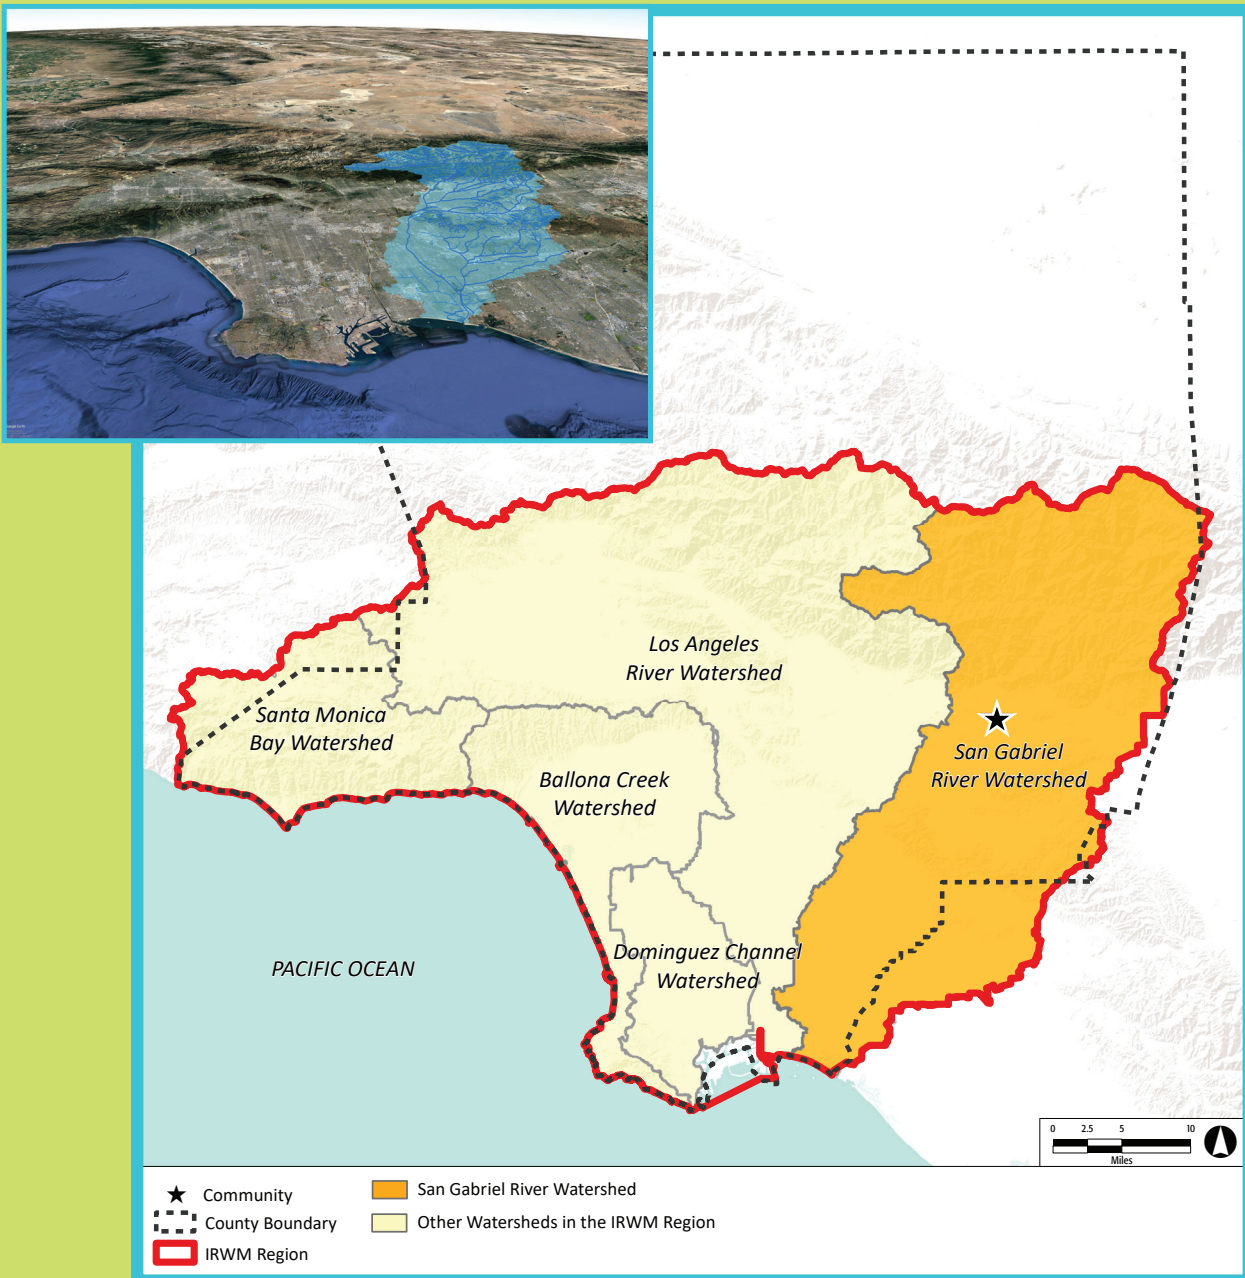 Los Angeles
River Watershed
Santa Monica
Bay Watershed
San Gabriel
River Watershed
Ballona Creek
Watershed
Dominguez Channel
Watershed
PACIFIC OCEAN
0 2.5 5 10
Miles
Community
County Boundary
IRWM Region
San Gabriel River Watershed
Other Watersheds in the IRWM Region